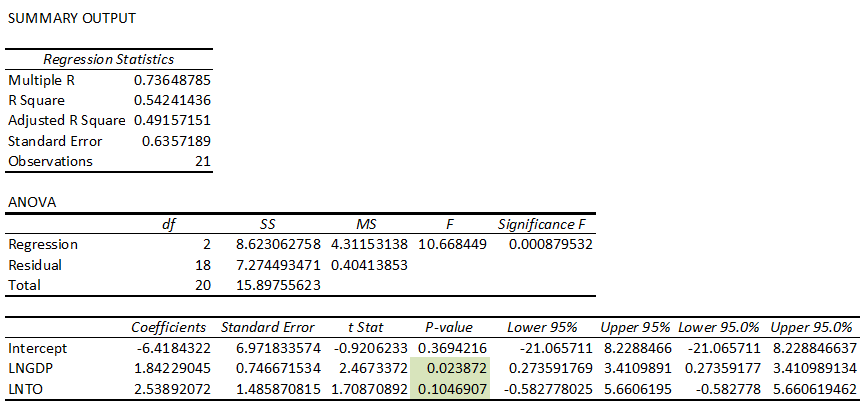 SUMMARY OUTPUT
Regression Statistics
Multiple R 0.73648785
R Square 0.54241436
Adjusted R Square 0.49157151
Standard Error 0.6357189
Observations 21
ANOVA
df SS MS F Significance F
Regression 2 8.623062758 4.31153138 10.668449 0.000879532
Residual 18 7.274493471 0.40413853
Total 20 15.89755623
Coefficients Standard Error t Stat P-value Lower 95% Upper 95% Lower 95.0% Upper 95.0%
Intercept -6.4184322 6.971833574 -0.9206233 0.3694216 -21.065711 8.2288466 -21.065711 8.228846637
LNGDP 1.84229045 0.746671534 2.4673372 0.023872 0.273591769 3.4109891 0.27359177 3.410989134
LNTO 2.53892072 1.485870815 1.70870892 0.1046907 -0.582778025 5.6606195 -0.582778 5.660619462